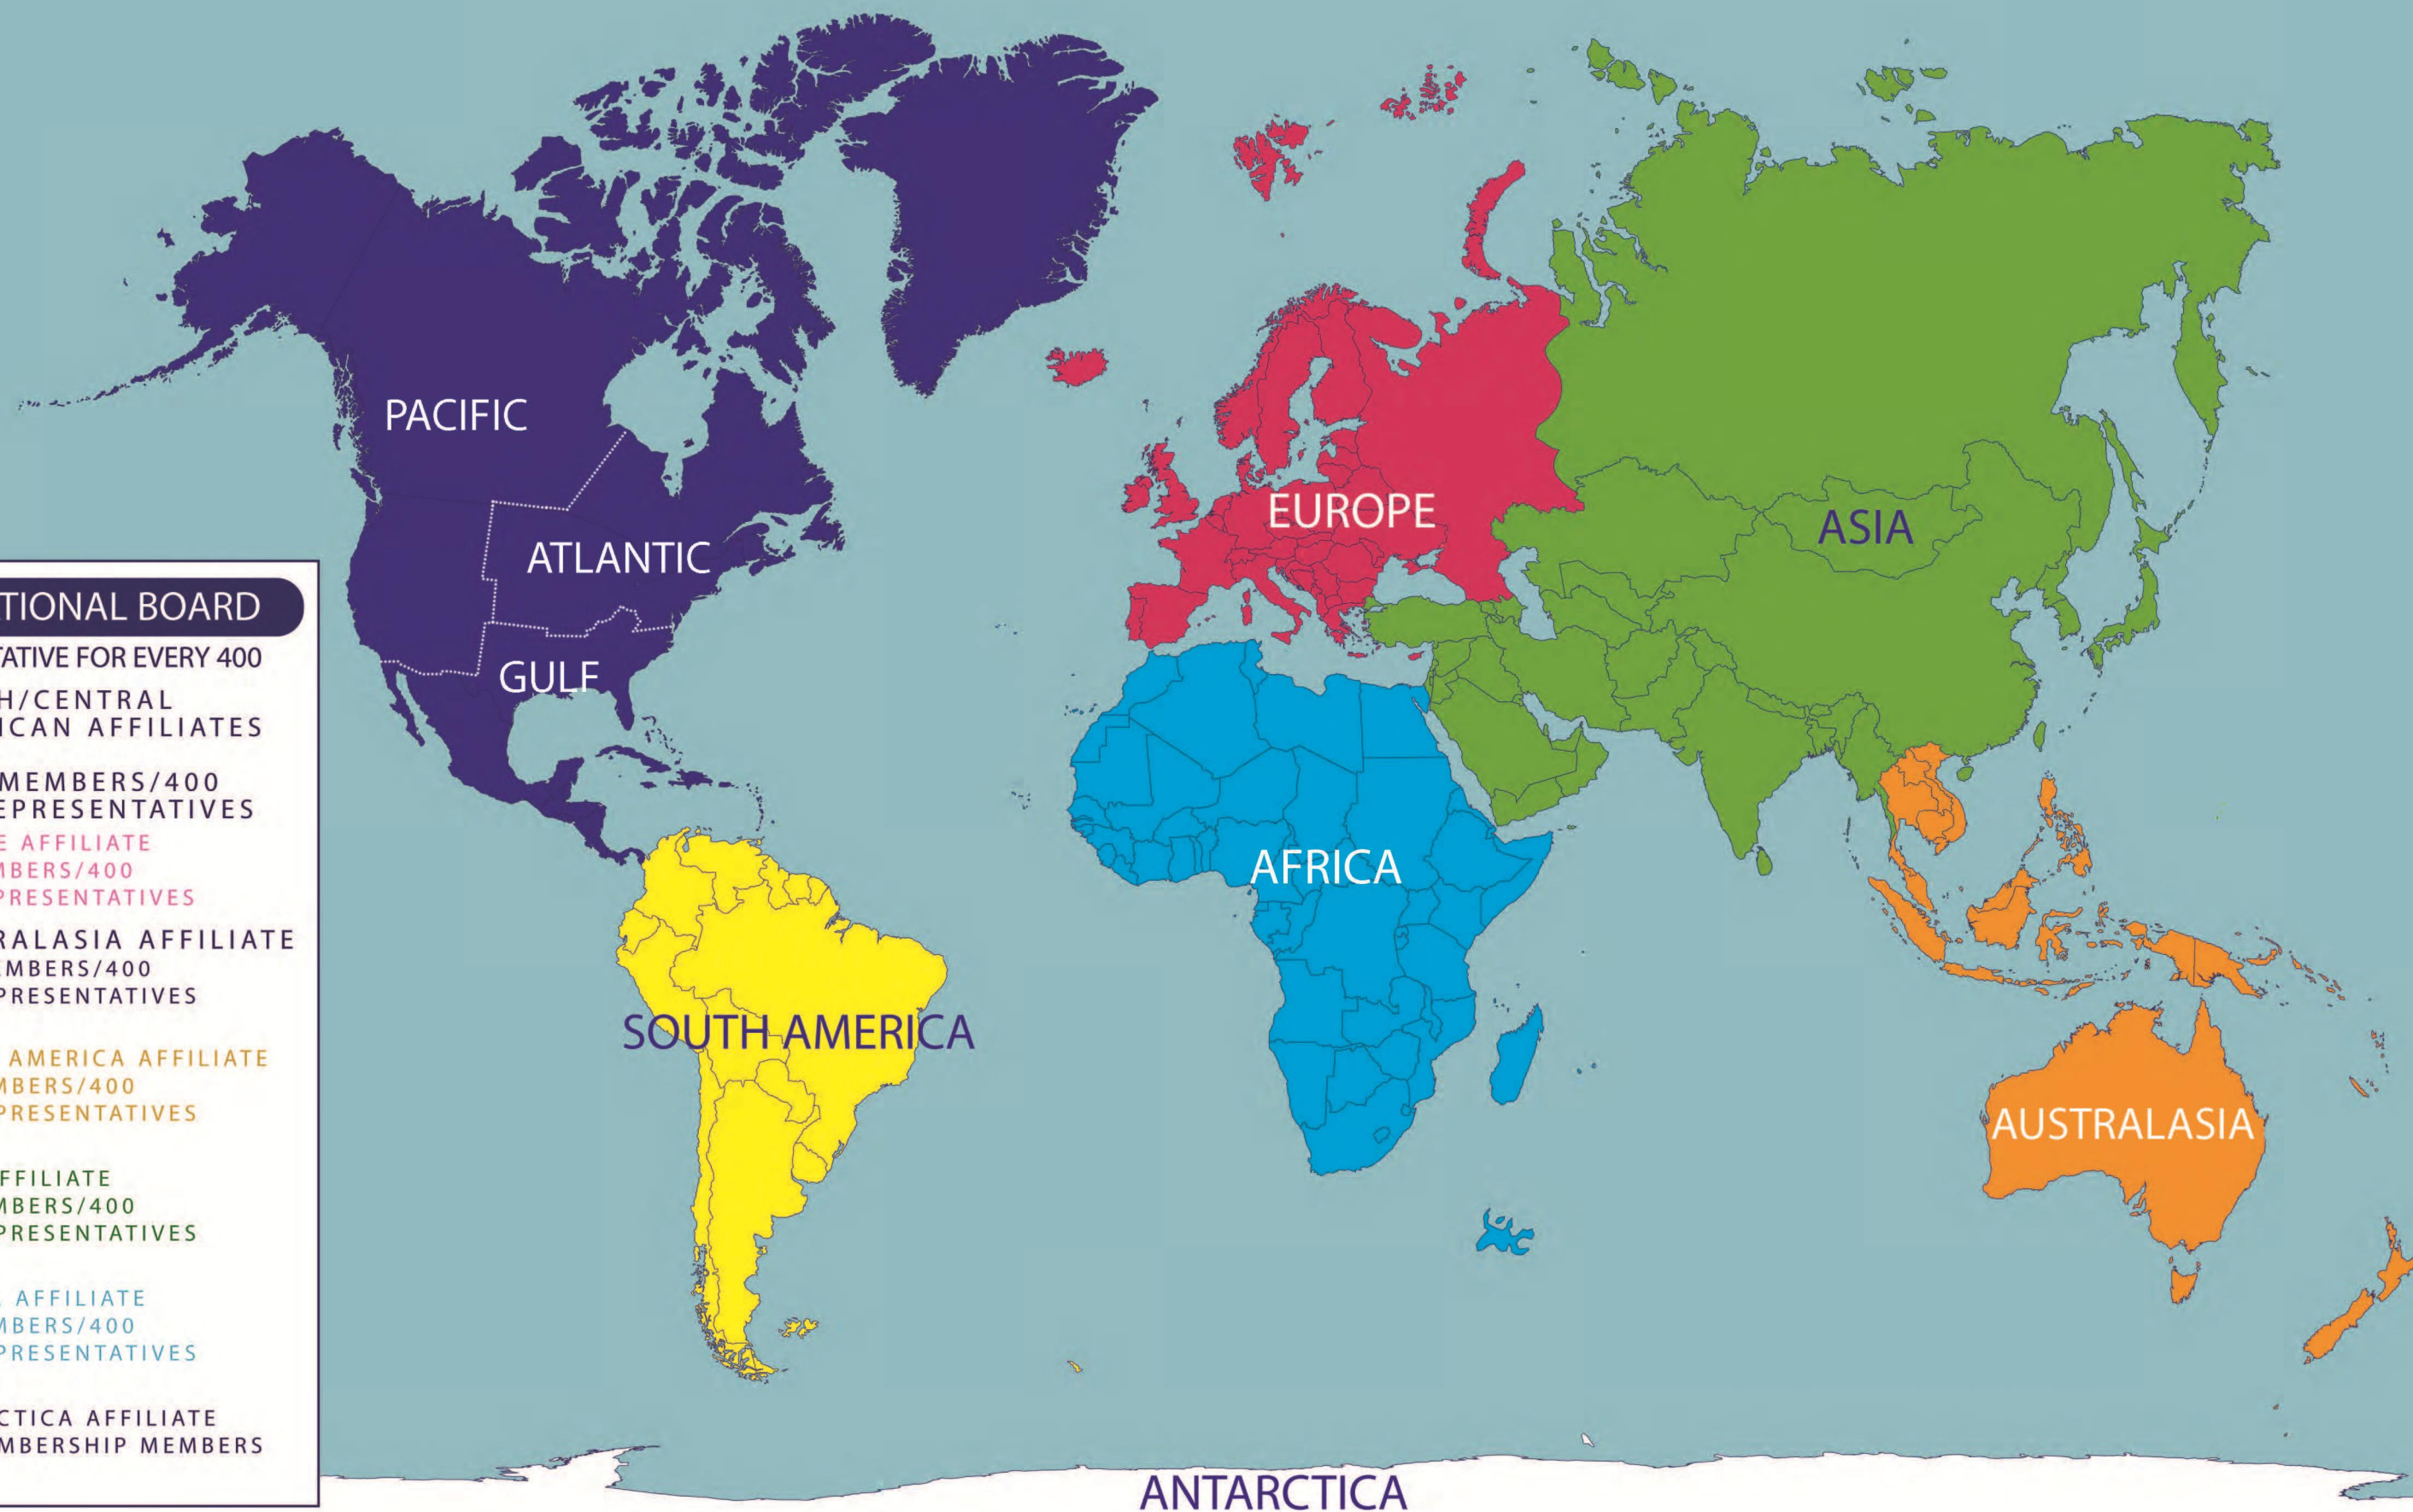 PACIFIC
ATLANTIC
GULF
EUROPE
ASIA
AFRICA
SOUTH AMERICA
AUSTRALASIA
ANTARCTICA
TIONAL BOARD
TATIVE FOR EVERY 400
H/CENTRAL
ICAN AFFILIATES
MEMBERS/400
EPRESENTATIVES
E AFFILIATE
MBERS/400
PRESENTATIVES
RALASIA AFFILIATE
EMBERS/400
PRESENTATIVES
AMERICA AFFILIATE
MBERS/400
PRESENTATIVES
FFILIATE
MBERS/400
PRESENTATIVES
AFFILIATE
MBERS/400
PRESENTATIVES
CTICA AFFILIATE
MBERSHIP MEMBERS